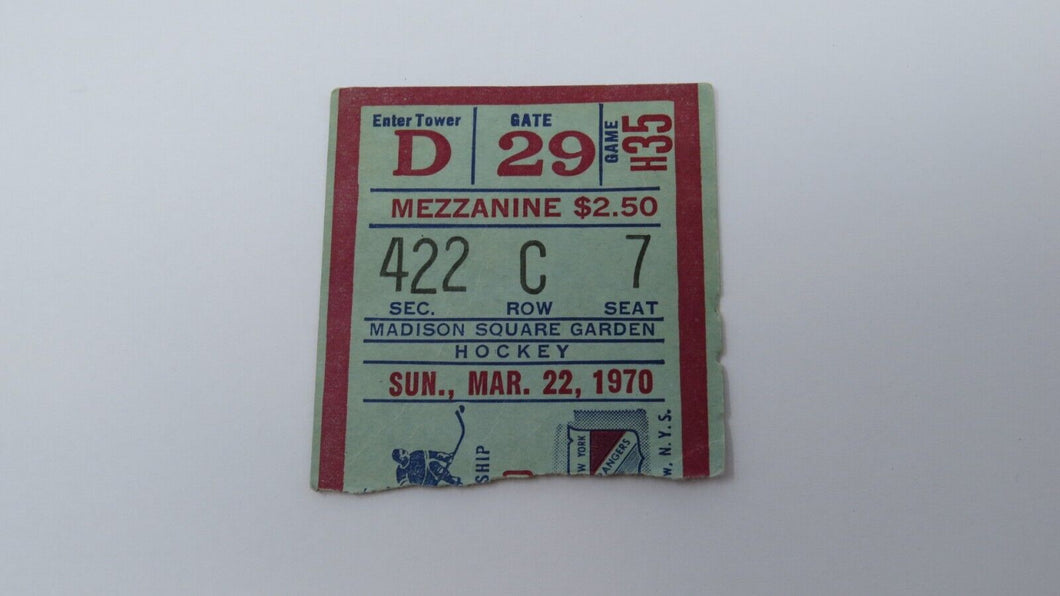 Enter Tower GATE GAME
D 29 H35
MEZZANINE $2.50
422 C 7
SEC. ROW SEAT
MADISON SQUARE GARDEN
HOCKEY
SUN., MAR. 22, 1970
SHIP
NEW YORK
RANGERS
W. N.Y.S.